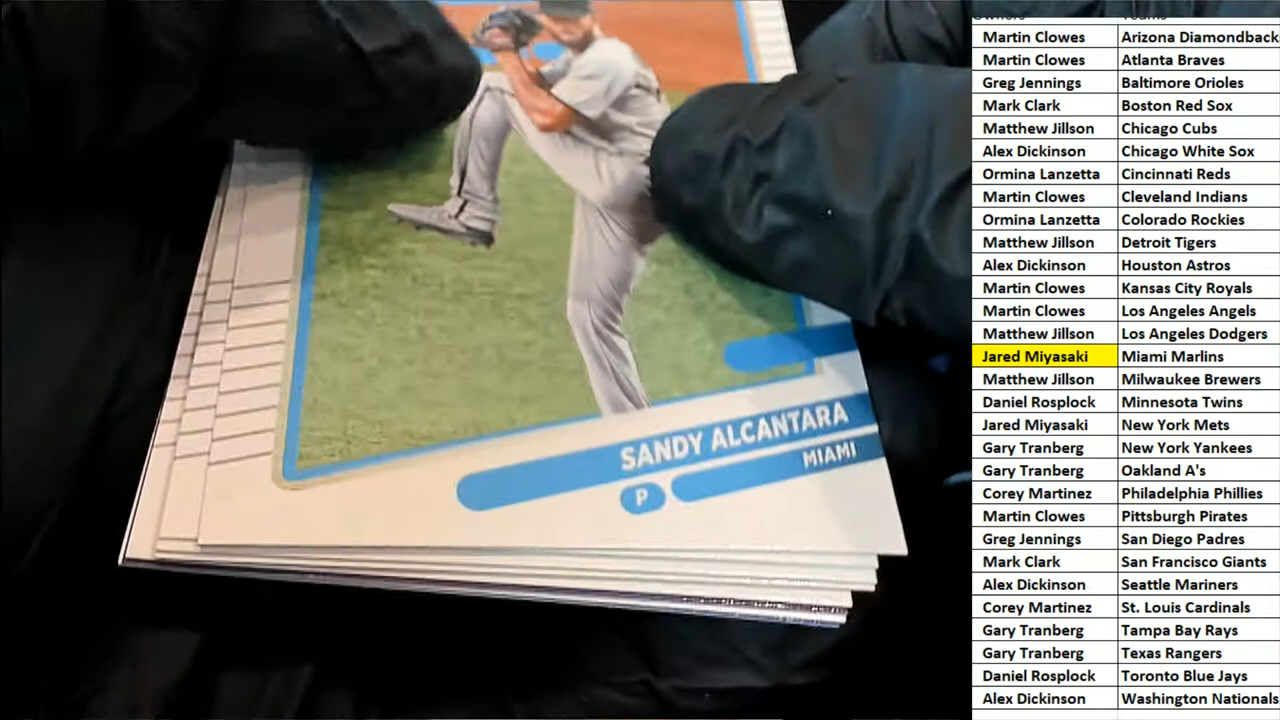 SANDY ALCANTARA
MIAMI
P
Owners Teams
Martin Clowes Arizona Diamondback
Martin Clowes Atlanta Braves
Greg Jennings Baltimore Orioles
Mark Clark Boston Red Sox
Matthew Jillson Chicago Cubs
Alex Dickinson Chicago White Sox
Ormina Lanzetta Cincinnati Reds
Martin Clowes Cleveland Indians
Ormina Lanzetta Colorado Rockies
Matthew Jillson Detroit Tigers
Alex Dickinson Houston Astros
Martin Clowes Kansas City Royals
Martin Clowes Los Angeles Angels
Matthew Jillson Los Angeles Dodgers
Jared Miyasaki Miami Marlins
Matthew Jillson Milwaukee Brewers
Daniel Rosplock Minnesota Twins
Jared Miyasaki New York Mets
Gary Tranberg New York Yankees
Gary Tranberg Oakland A's
Corey Martinez Philadelphia Phillies
Martin Clowes Pittsburgh Pirates
Greg Jennings San Diego Padres
Mark Clark San Francisco Giants
Alex Dickinson Seattle Mariners
Corey Martinez St. Louis Cardinals
Gary Tranberg Tampa Bay Rays
Gary Tranberg Texas Rangers
Daniel Rosplock Toronto Blue Jays
Alex Dickinson Washington Nationals